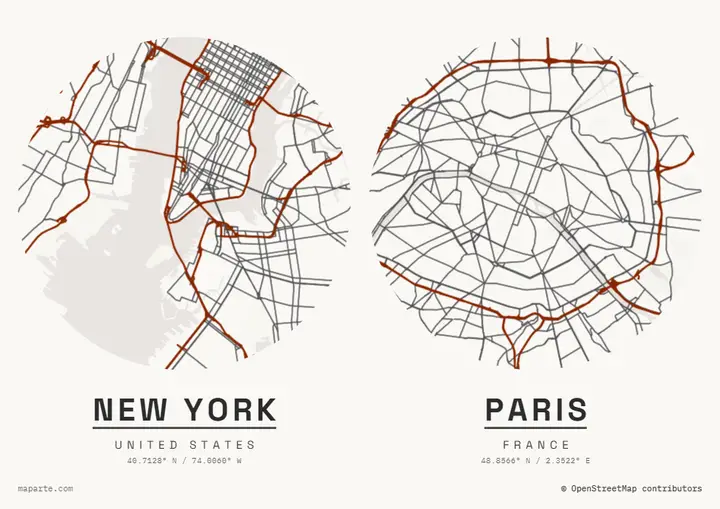 NEW YORK
UNITED STATES
40.7128° N / 74.0060° W
PARIS
FRANCE
48.8566° N / 2.3522° E
maparte.com
© OpenStreetMap contributors